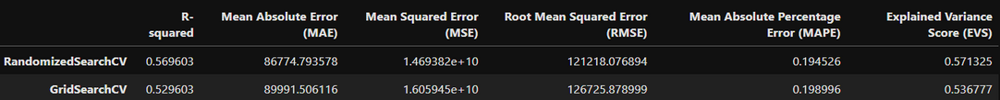 R-squared Mean Absolute Error (MAE) Mean Squared Error (MSE) Root Mean Squared Error (RMSE) Mean Absolute Percentage Error (MAPE) Explained Variance Score (EVS)
RandomizedSearchCV 0.569603 86774.793578 1.469382e+10 121218.076894 0.194526 0.571325
GridSearchCV 0.529603 89991.506116 1.605945e+10 126725.878999 0.198996 0.536777